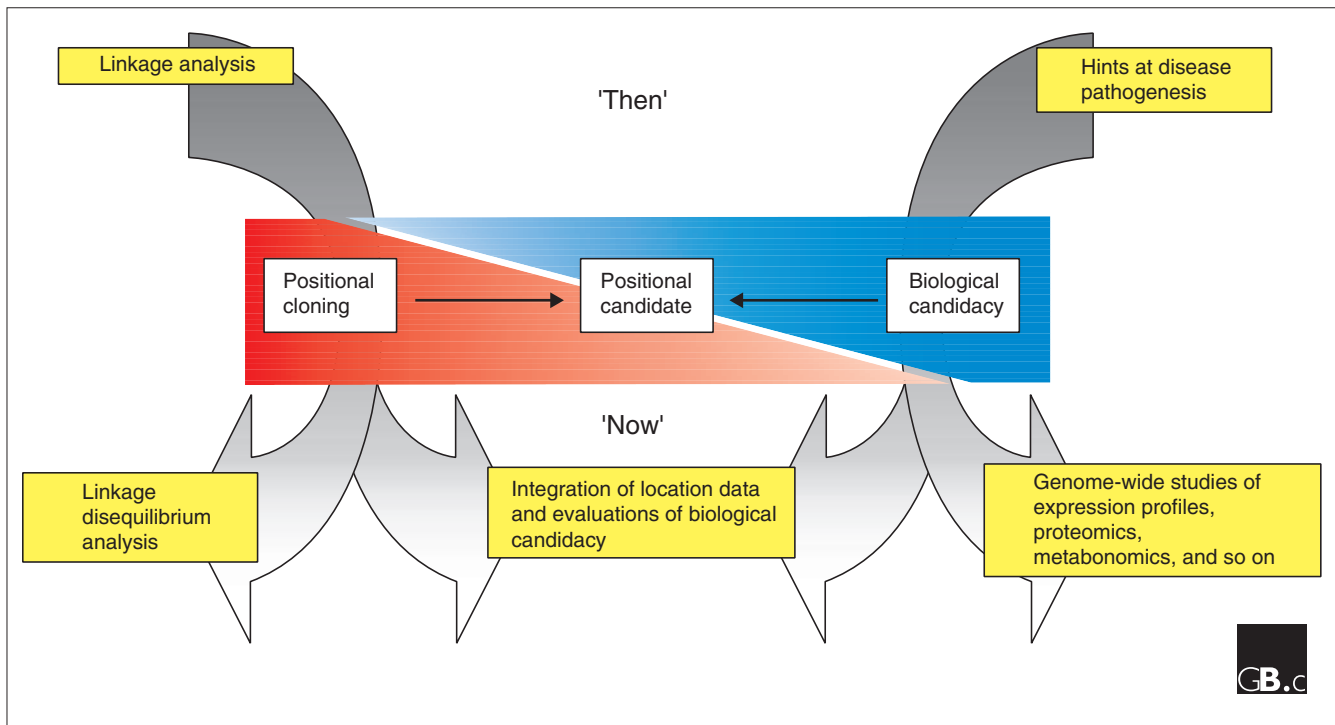 Linkage analysis
Hints at disease
pathogenesis
'Then'
Positional
cloning
Positional
candidate
Biological
candidacy
'Now'
Linkage
disequilibrium
analysis
Integration of location data
and evaluations of biological
candidacy
Genome-wide studies of
expression profiles,
proteomics,
metabonomics, and so on
GB.c